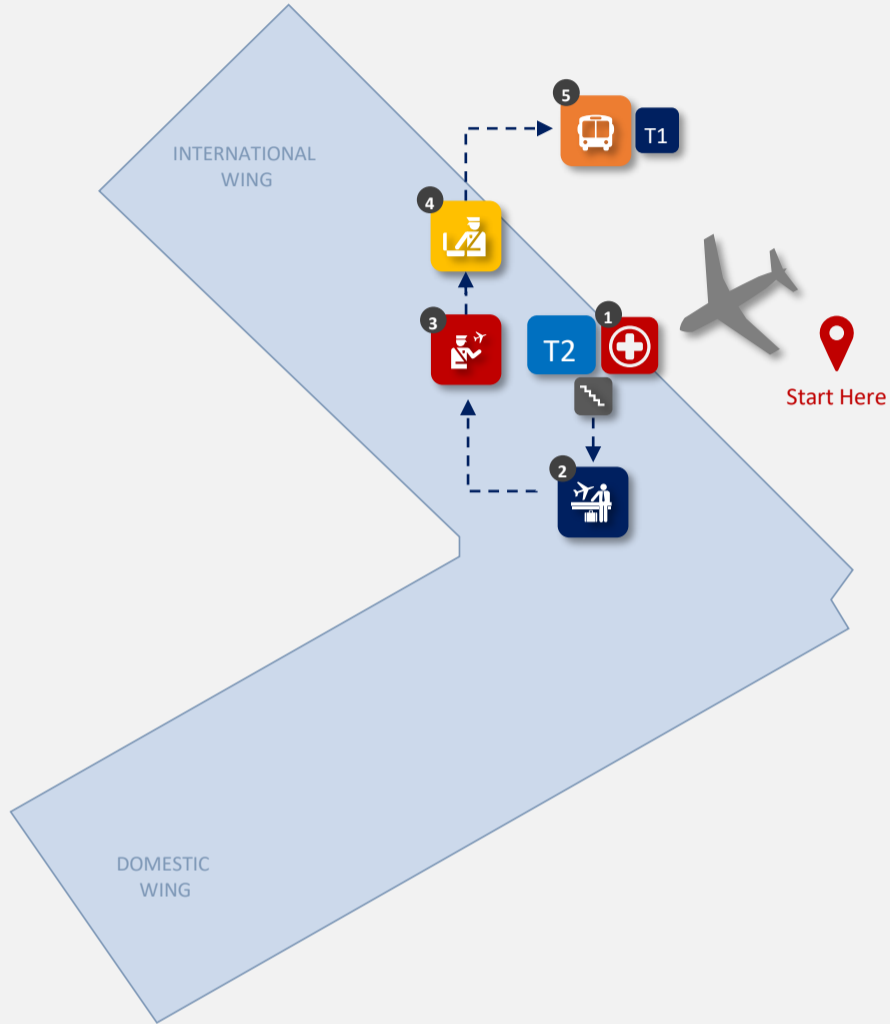 5
T1
INTERNATIONAL
WING
4
1
3
T2
Start Here
2
DOMESTIC
WING